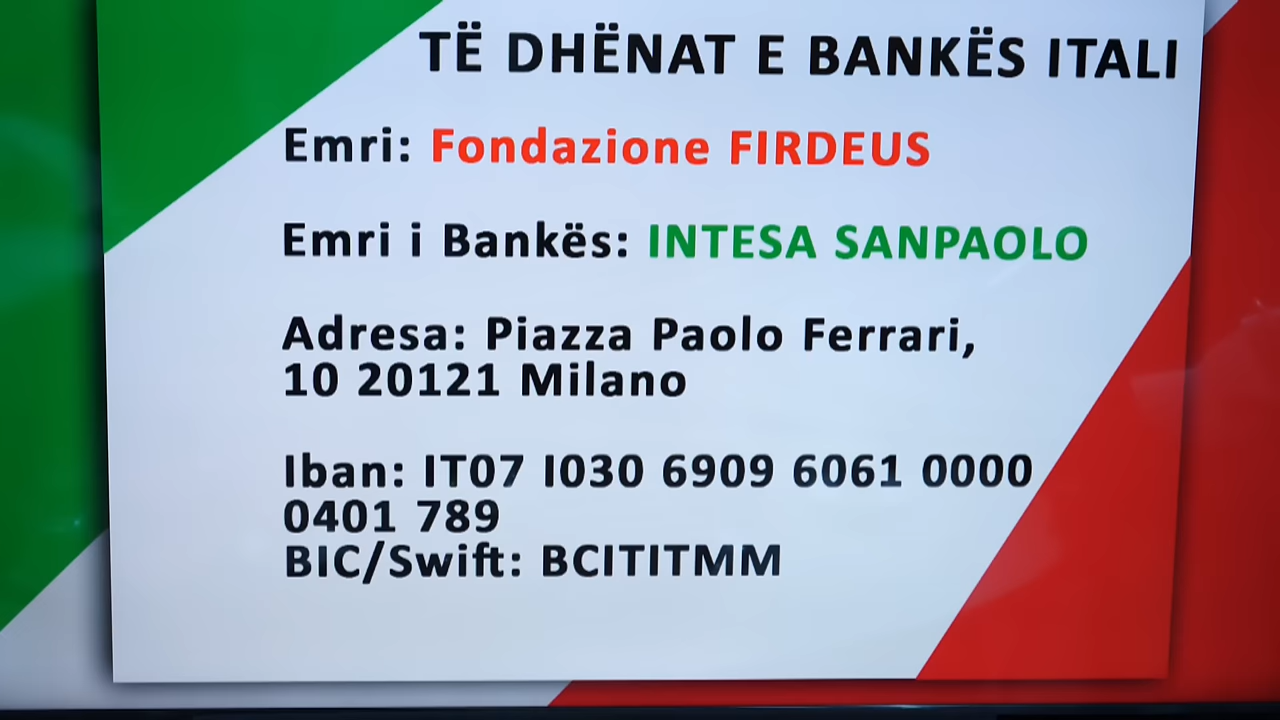 TË DHËNAT E BANKËS ITALI
Emri: Fondazione FIRDEUS
Emri i Bankës: INTESA SANPAOLO
Adresa: Piazza Paolo Ferrari,
10 20121 Milano
Iban: IT07 I030 6909 6061 0000
0401 789
BIC/Swift: BCITITMM